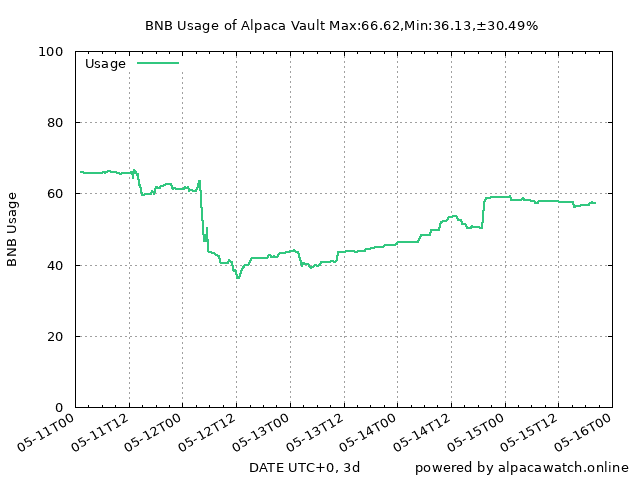 BNB Usage of Alpaca Vault Max:66.62,Min:36.13,±30.49%
Usage
BNB Usage
100
80
60
40
20
0
05-11T00
05-11T12
05-12T00
05-12T12
05-13T00
05-13T12
05-14T00
05-14T12
05-15T00
05-15T12
05-16T00
DATE UTC+0, 3d
powered by alpacawatch.online